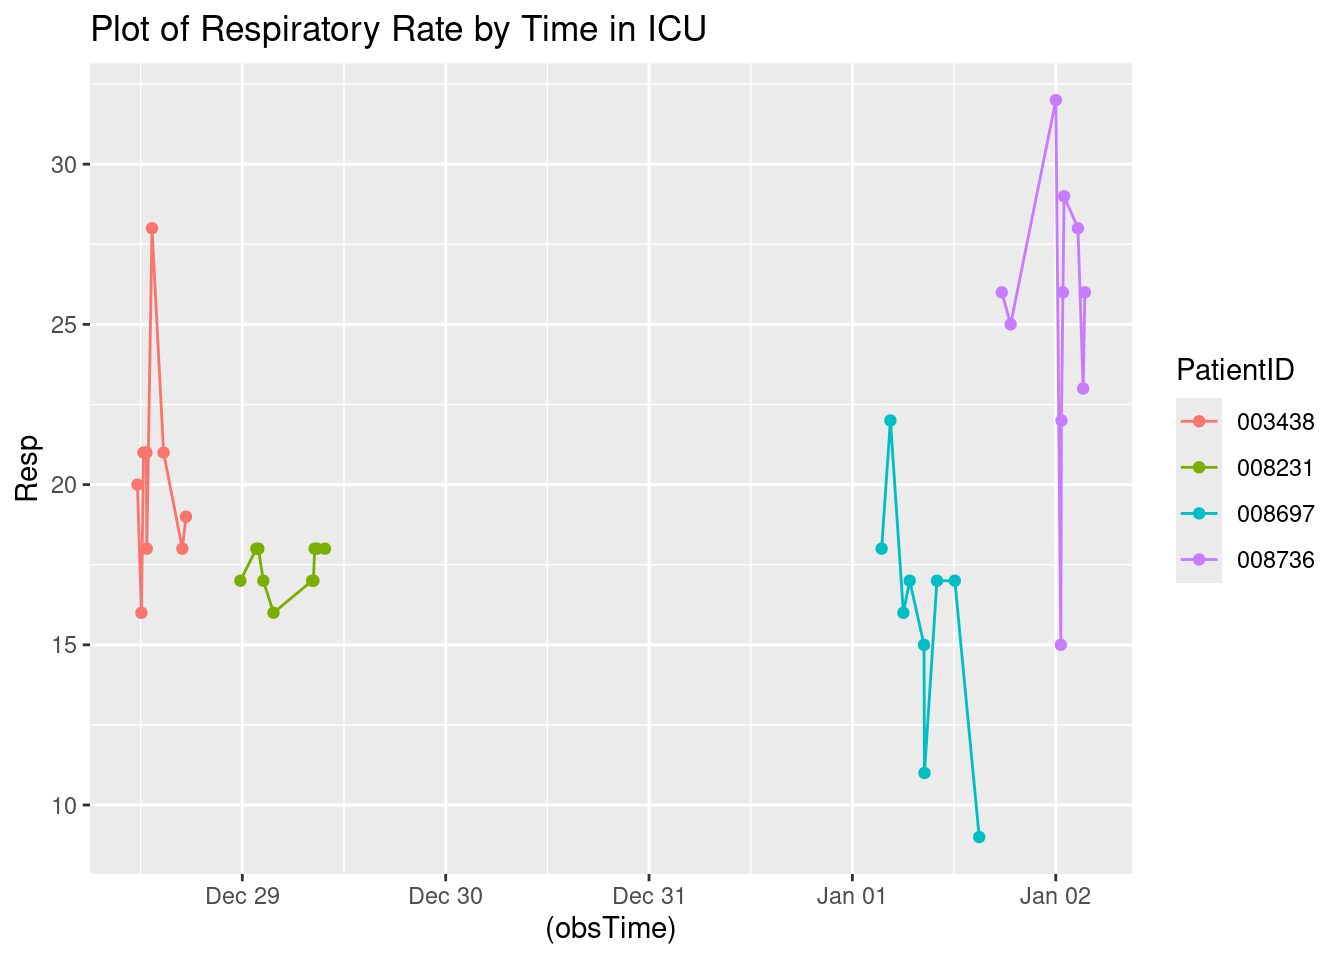 Plot of Respiratory Rate by Time in ICU
30
25
20
15
10
Resp
Dec 29
Dec 30
Dec 31
Jan 01
Jan 02
(obsTime)
PatientID
003438
008231
008697
008736